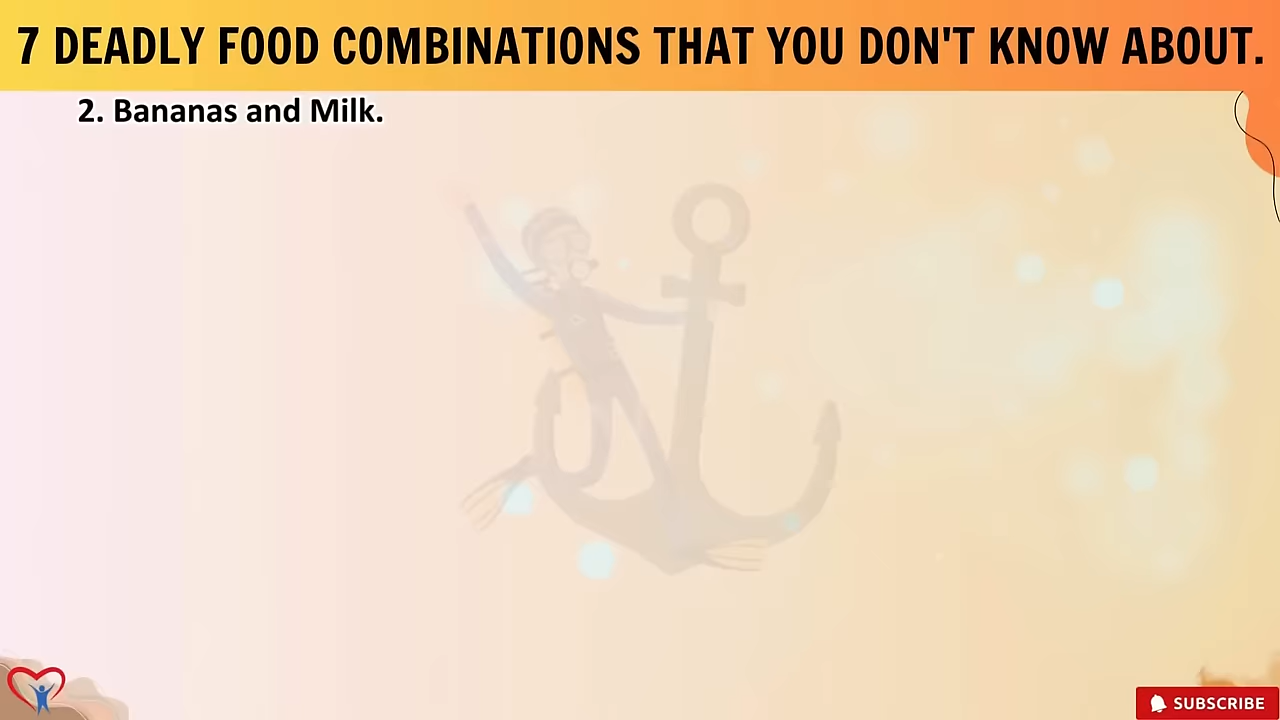 7 DEADLY FOOD COMBINATIONS THAT YOU DON'T KNOW ABOUT.
2. Bananas and Milk.
SUBSCRIBE